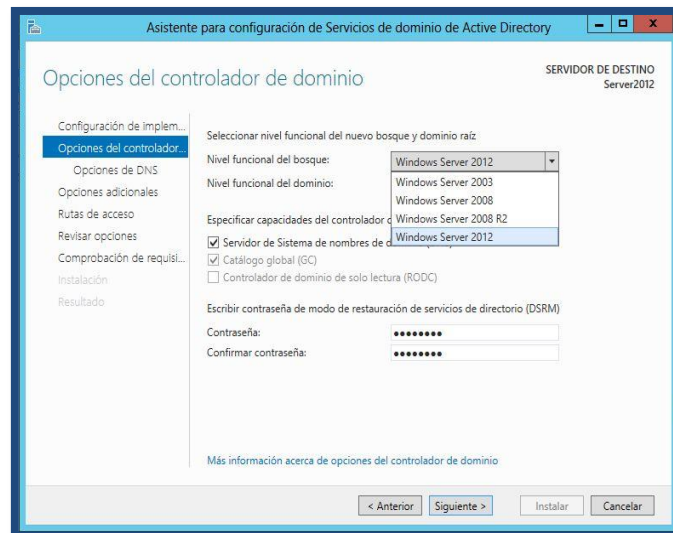 Asistente para configuración de Servicios de dominio de Active Directory
Opciones del controlador de dominio
SERVIDOR DE DESTINO
Server2012
Configuración de implem...
Opciones del controlador...
Opciones de DNS
Opciones adicionales
Rutas de acceso
Revisar opciones
Comprobación de requisi...
Instalación
Resultado
Seleccionar nivel funcional del nuevo bosque y dominio raíz
Nivel funcional del bosque: Windows Server 2012
Nivel funcional del dominio:
Windows Server 2003
Windows Server 2008
Windows Server 2008 R2
Windows Server 2012
Especificar capacidades del controlador
Servidor de Sistema de nombres de
Catálogo global (GC)
Controlador de dominio de solo lectura (RODC)
Escribir contraseña de modo de restauración de servicios de directorio (DSRM)
Contraseña: ••••••••
Confirmar contraseña: ••••••••
Más información acerca de opciones del controlador de dominio
< Anterior Siguiente > Instalar Cancelar